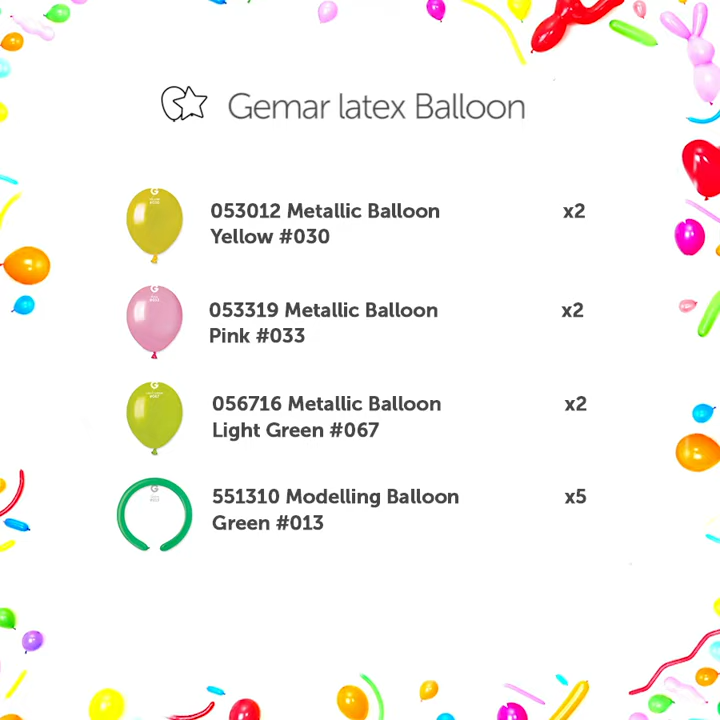 Gemar latex Balloon
053012 Metallic Balloon x2
Yellow #030
053319 Metallic Balloon x2
Pink #033
056716 Metallic Balloon x2
Light Green #067
551310 Modelling Balloon x5
Green #013